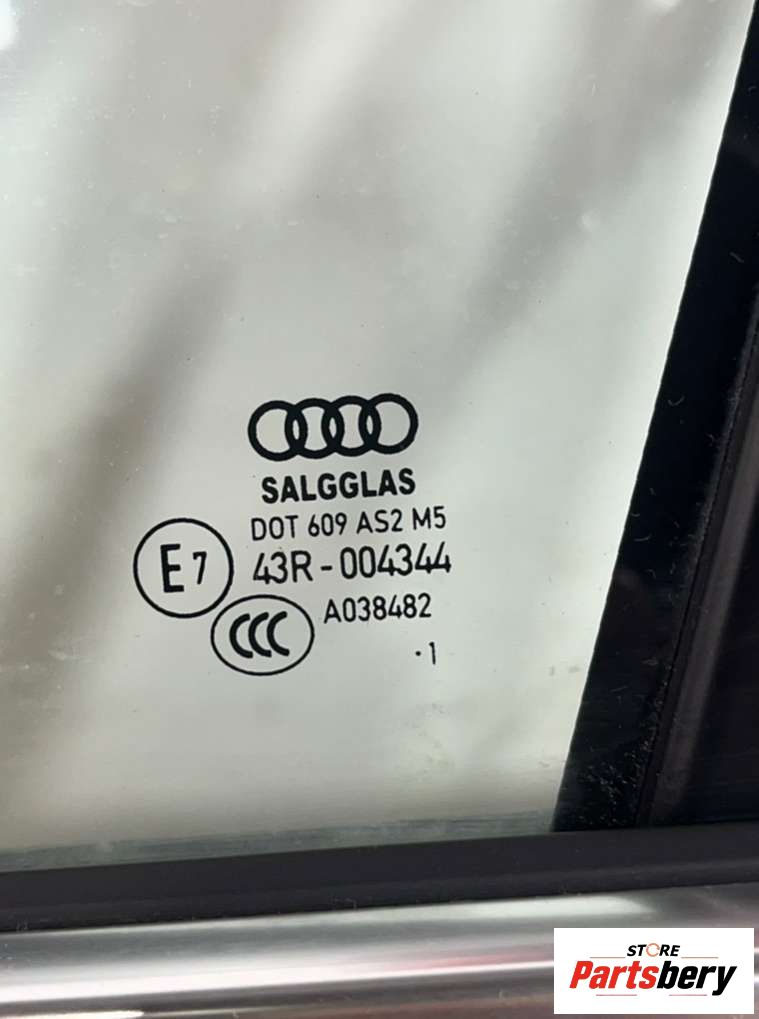 SALGGLAS
DOT 609 AS2 M5
E7 43R-004344
CCC A038482
·1
STORE
Partsbery